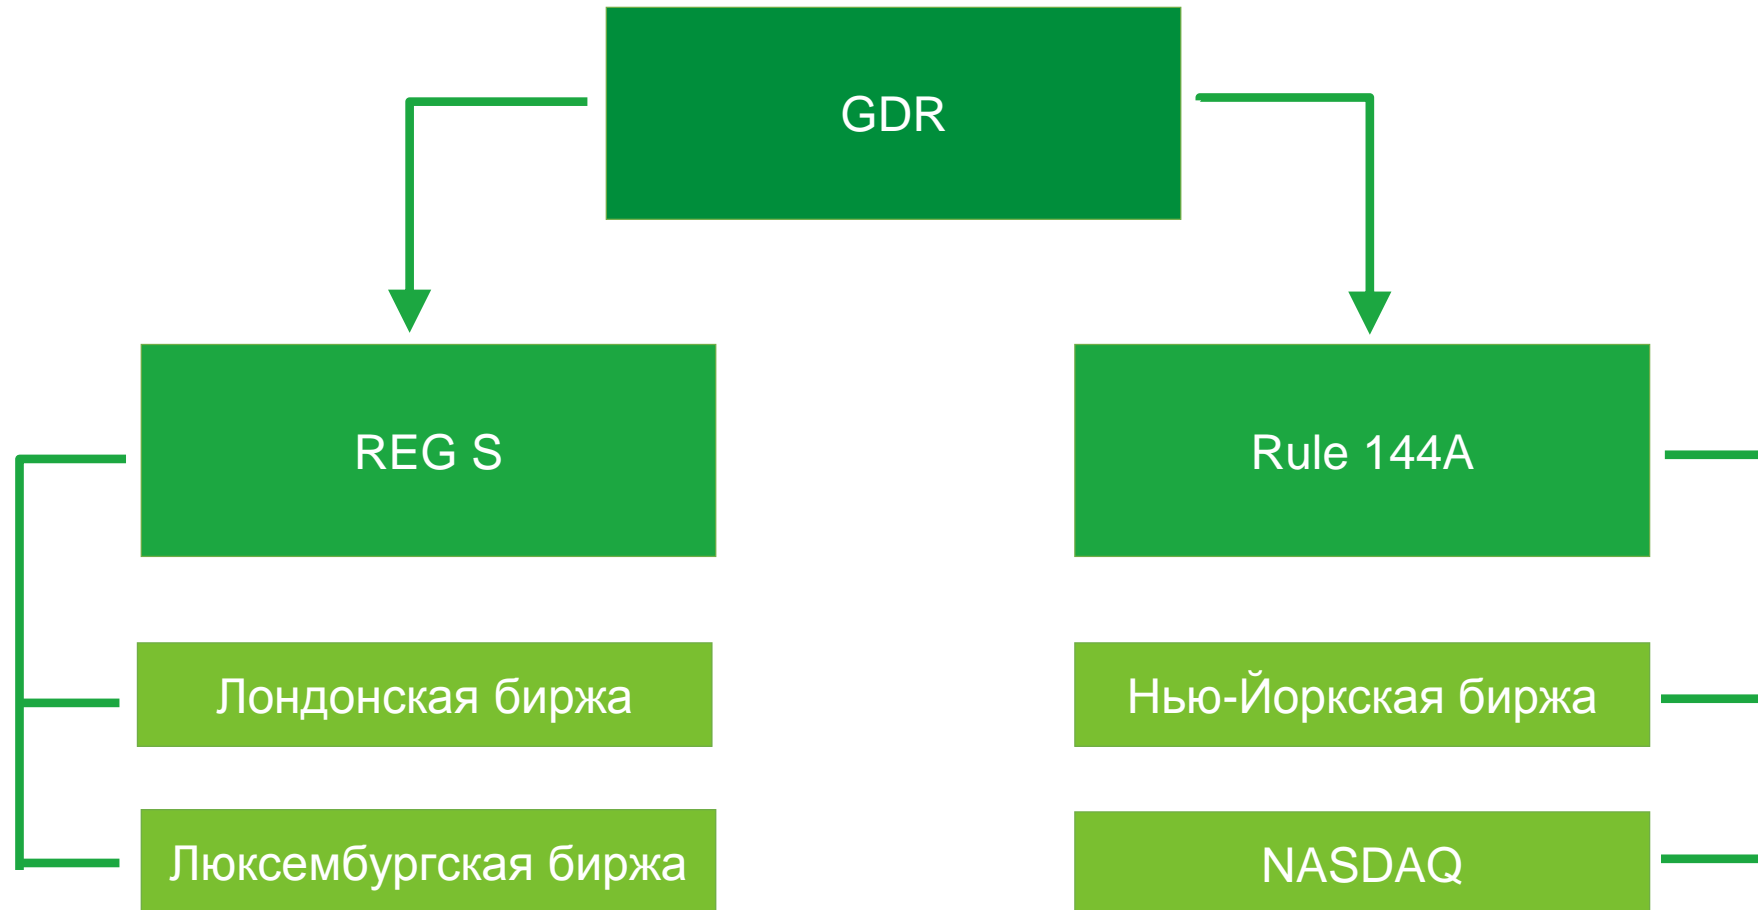 GDR
REG S
Rule 144A
Лондонская биржа
Нью-Йоркская биржа
Люксембургская биржа
NASDAQ